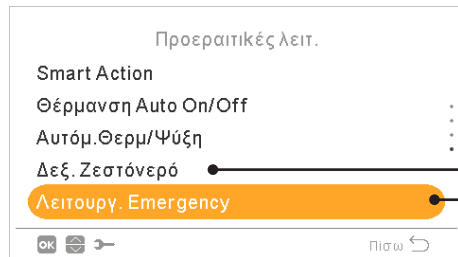 Προεραιτικές λειτ.
Smart Action
Θέρμανση Auto On/Off
Αυτόμ.Θερμ/Ψύξη
Δεξ. Ζεστόνερό
Λειτουργ. Emergency
OK Πίσω